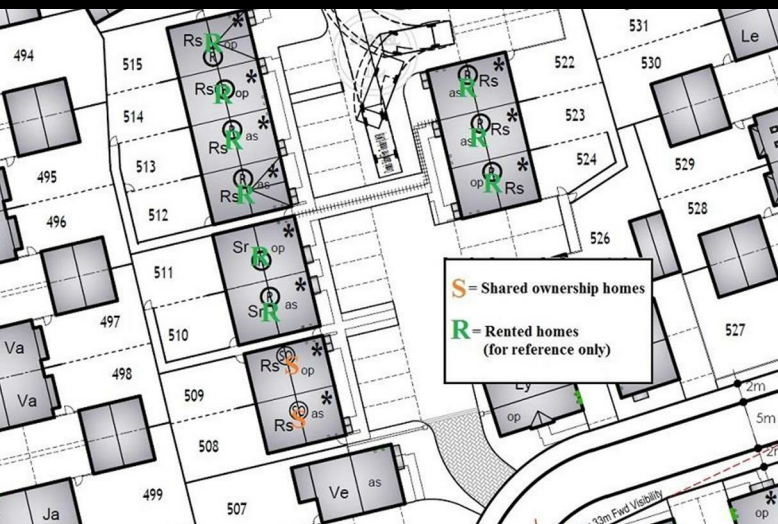 494
515
Rs R op *
R
531
Le
522
530
* Rs
as R
514
Rs R op *
R
513
R as *
Rs R
523
R Rs *
as R
524
529
495
512
R as *
Rs R
R
op R Rs
496
528
Sr R op *
R
526
511
R as *
Sr R
S = Shared ownership homes
R = Rented homes
(for reference only)
497
510
527
Va
Rs S op *
498
2m
509
Ly
Va
op
*
Rs S as
5m
508
499
Ve as
507
33m Fwd Visibility
*
Ja
op